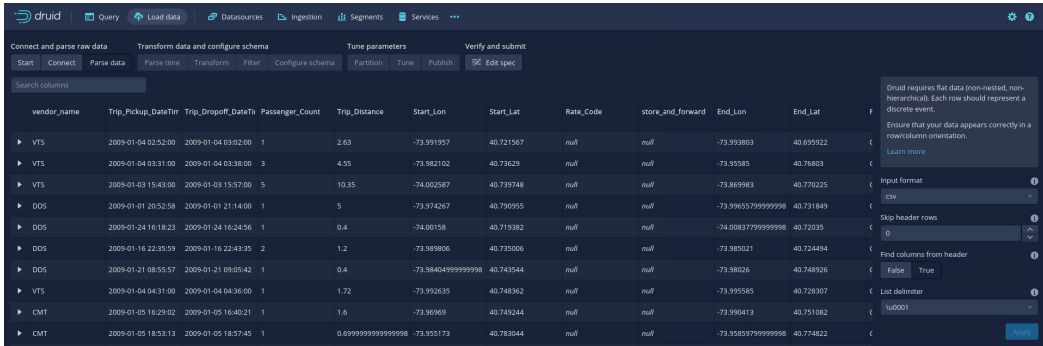 druid Query Load data Datasources Ingestion Segments Services
Connect and parse raw data Transform data and configure schema Tune parameters Verify and submit
Start Connect Parse data Parse time Transform Filter Configure schema Partition Tune Publish Edit spec
Search columns
vendor_name Trip_Pickup_DateTim Trip_Dropoff_DateTi Passenger_Count Trip_Distance Start_Lon Start_Lat Rate_Code store_and_forward End_Lon End_Lat
VTS 2009-01-04 02:52:00 2009-01-04 03:02:00 1 2.63 -73.991957 40.721567 null null -73.993803 40.695922
VTS 2009-01-04 03:31:00 2009-01-04 03:38:00 3 4.55 -73.982102 40.73629 null null -73.95585 40.76803
VTS 2009-01-03 15:43:00 2009-01-03 15:57:00 5 10.35 -74.002587 40.739748 null null -73.869983 40.770225
DDS 2009-01-01 20:52:58 2009-01-01 21:14:00 1 5 -73.974267 40.790955 null null -73.99655799999998 40.731849
DDS 2009-01-24 16:18:23 2009-01-24 16:24:56 1 0.4 -74.00158 40.719382 null null -74.00837799999998 40.72035
DDS 2009-01-16 22:35:59 2009-01-16 22:43:35 2 1.2 -73.989806 40.735006 null null -73.985021 40.724494
DDS 2009-01-21 08:55:57 2009-01-21 09:05:42 1 0.4 -73.98404999999998 40.743544 null null -73.98026 40.748926
VTS 2009-01-04 04:31:00 2009-01-04 04:36:00 1 1.72 -73.992635 40.748362 null null -73.995585 40.728307
CMT 2009-01-05 16:29:02 2009-01-05 16:40:21 1 1.6 -73.96969 40.749244 null null -73.990413 40.751082
CMT 2009-01-05 18:53:13 2009-01-05 18:57:45 1 0.6999999999999998 -73.955173 40.783044 null null -73.95859799999998 40.774822
Druid requires flat data (non-nested, non-
hierarchical). Each row should represent a
discrete event.
Ensure that your data appears correctly in a
row/column orientation.
Learn more
Input format
csv
Skip header rows
0
Find columns from header
False True
List delimiter
\u0001
Apply